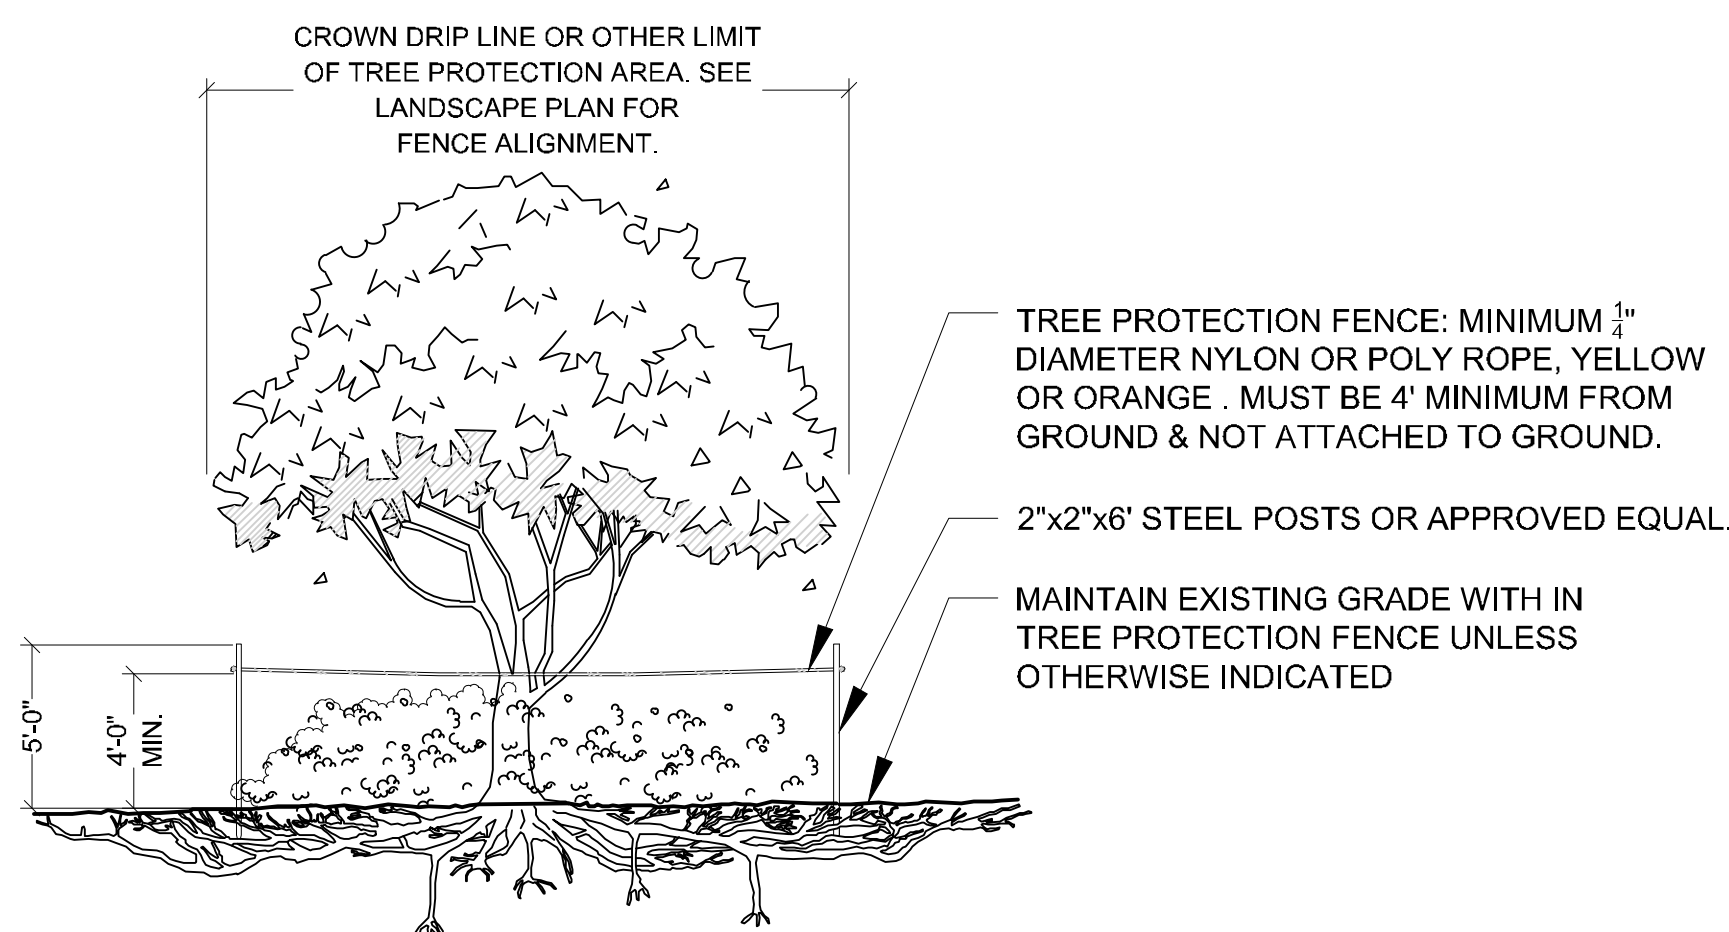 CROWN DRIP LINE OR OTHER LIMIT
OF TREE PROTECTION AREA. SEE
LANDSCAPE PLAN FOR
FENCE ALIGNMENT.
TREE PROTECTION FENCE: MINIMUM 1/4"
DIAMETER NYLON OR POLY ROPE, YELLOW
OR ORANGE . MUST BE 4' MINIMUM FROM
GROUND & NOT ATTACHED TO GROUND.
2"x2"x6' STEEL POSTS OR APPROVED EQUAL.
MAINTAIN EXISTING GRADE WITH IN
TREE PROTECTION FENCE UNLESS
OTHERWISE INDICATED
5'-0"
4'-0"
MIN.